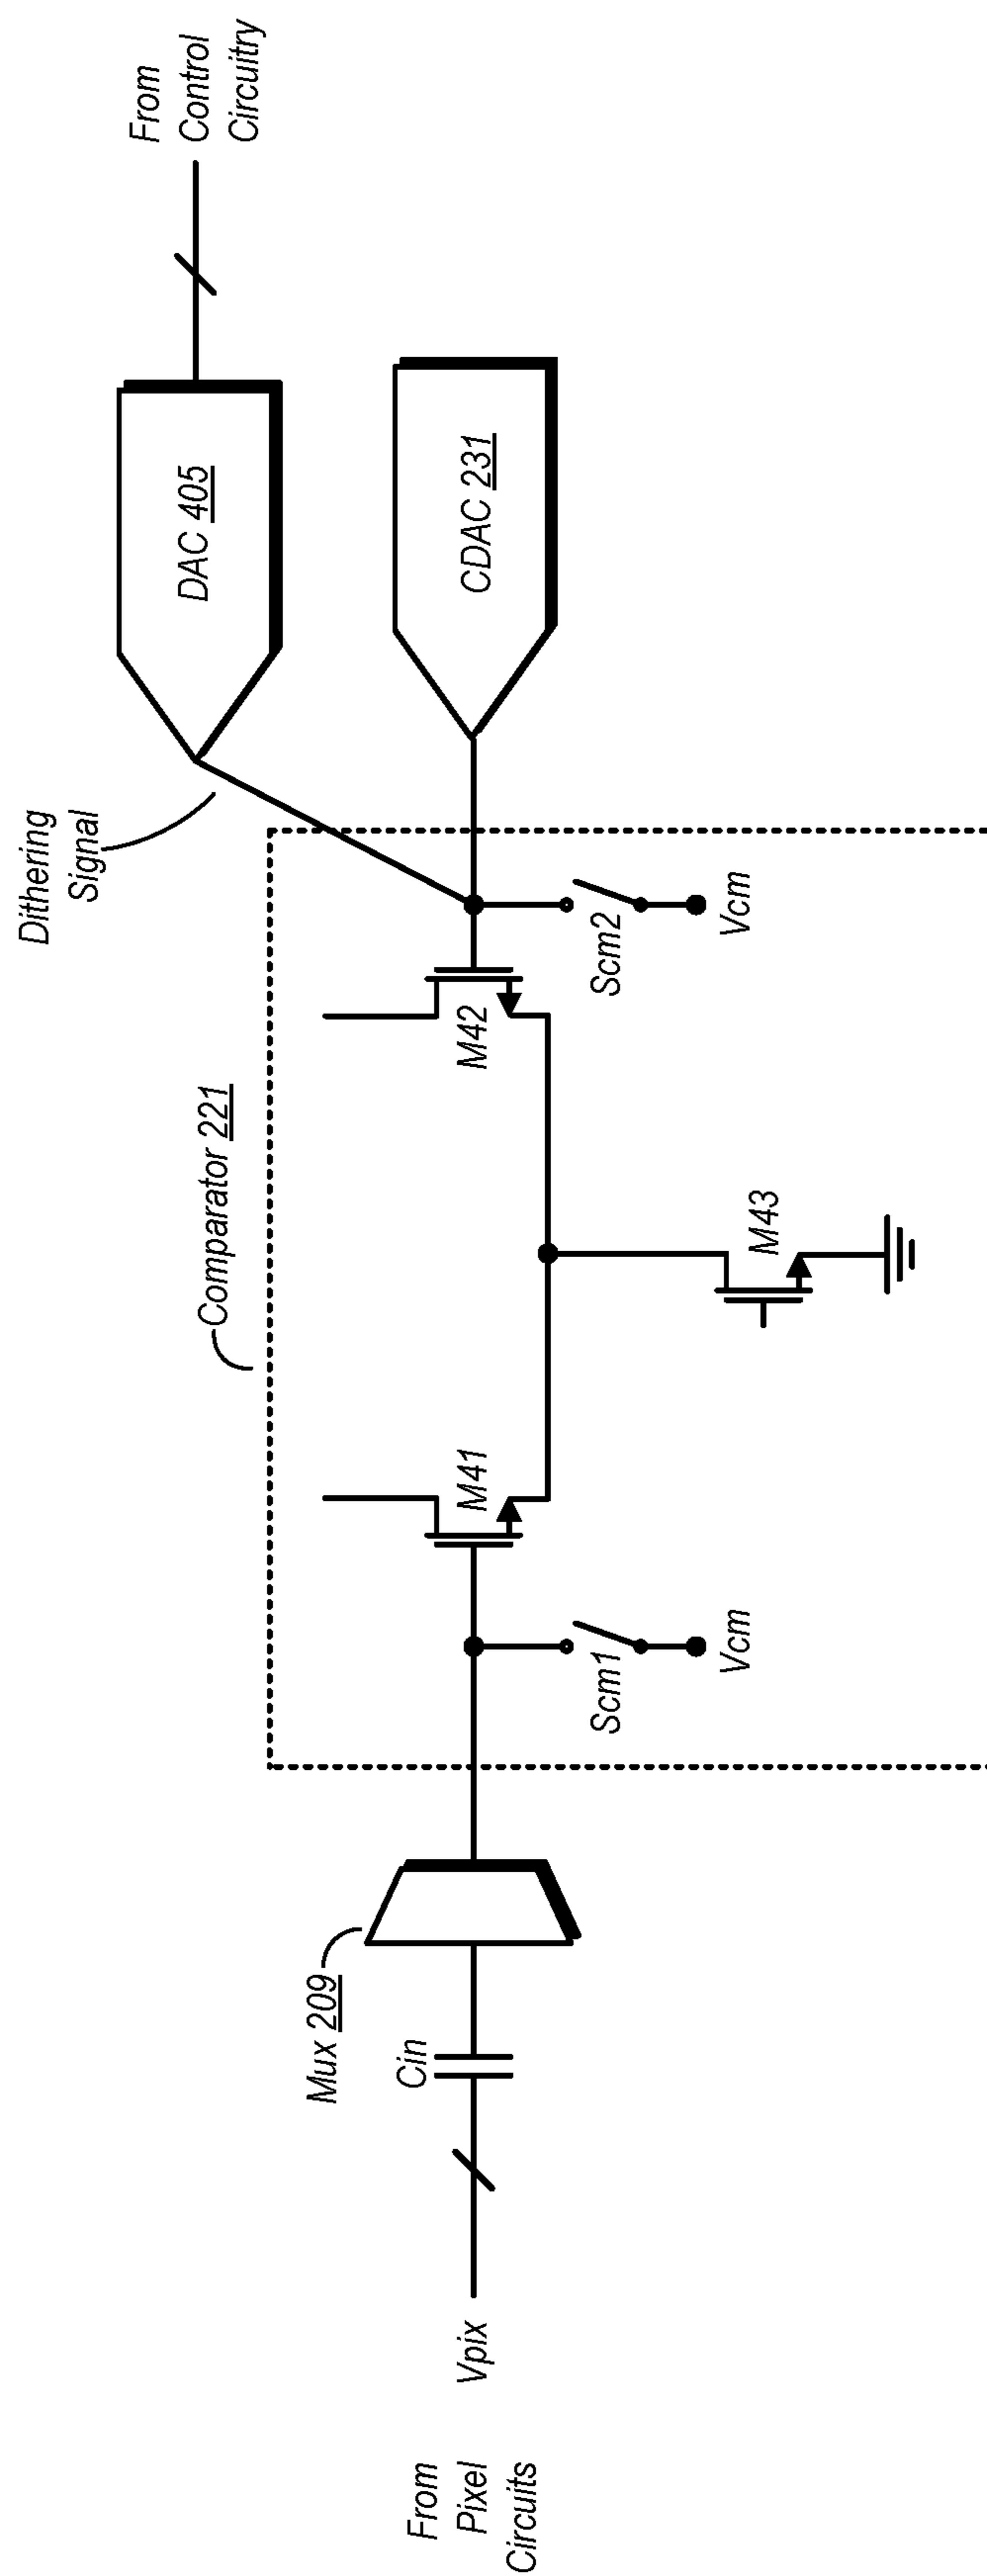 From
Pixel
Circuits
Vpix
Cin
Mux 209
Scm1
Vcm
M41
Comparator 221
M43
M42
Scm2
Vcm
Dithering
Signal
DAC 405
CDAC 231
From
Control
Circuitry